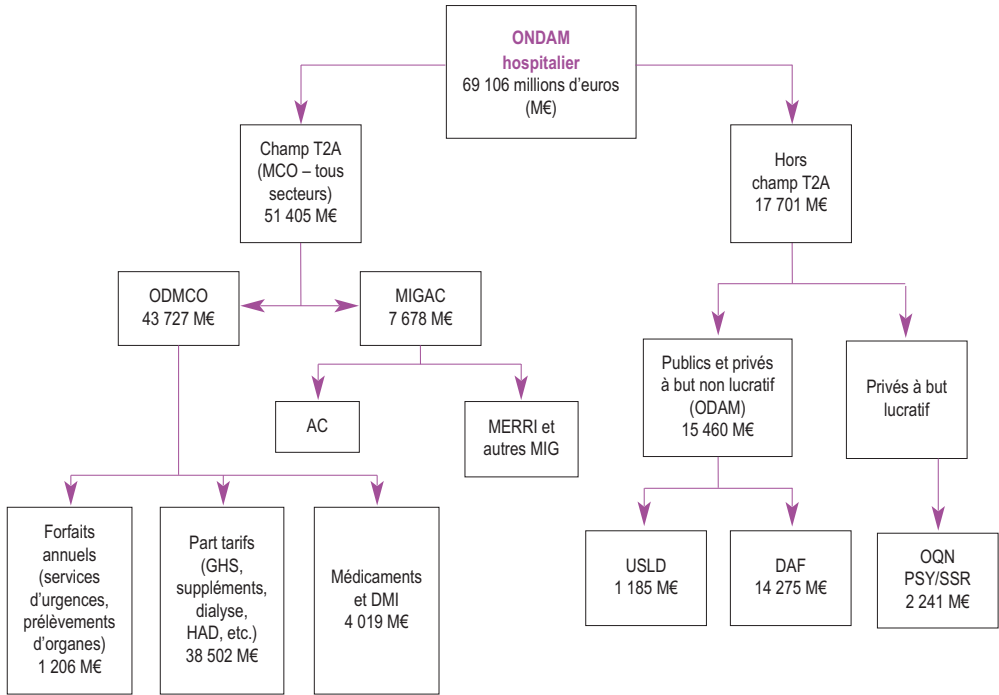 ONDAM
hospitalier
69 106 millions d'euros
(M€)
Champ T2A
(MCO – tous
secteurs)
51 405 M€
Hors
champ T2A
17 701 M€
ODMCO
43 727 M€
MIGAC
7 678 M€
Publics et privés
à but non lucratif
(ODAM)
15 460 M€
Privés à but
lucratif
AC
MERRI et
autres MIG
Forfaits
annuels
(services
d'urgences,
prélèvements
d'organes)
1 206 M€
Part tarifs
(GHS,
suppléments,
dialyse,
HAD, etc.)
38 502 M€
Médicaments
et DMI
4 019 M€
USLD
1 185 M€
DAF
14 275 M€
OQN
PSY/SSR
2 241 M€